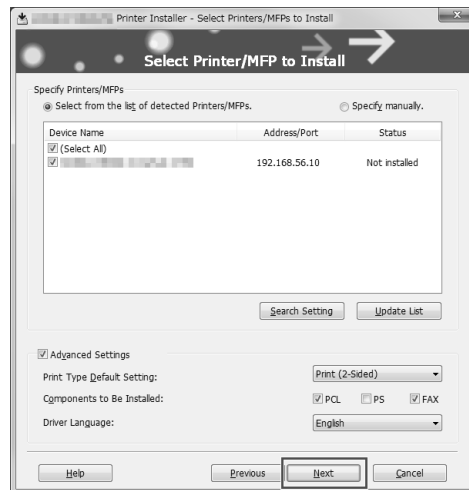 Printer Installer - Select Printers/MFPs to Install
Select Printer/MFP to Install
Specify Printers/MFPs
Select from the list of detected Printers/MFPs. Specify manually.
Device Name Address/Port Status
(Select All)
192.168.56.10 Not installed
Search Setting Update List
Advanced Settings
Print Type Default Setting: Print (2-Sided)
Components to Be Installed: PCL PS FAX
Driver Language: English
Help Previous Next Cancel